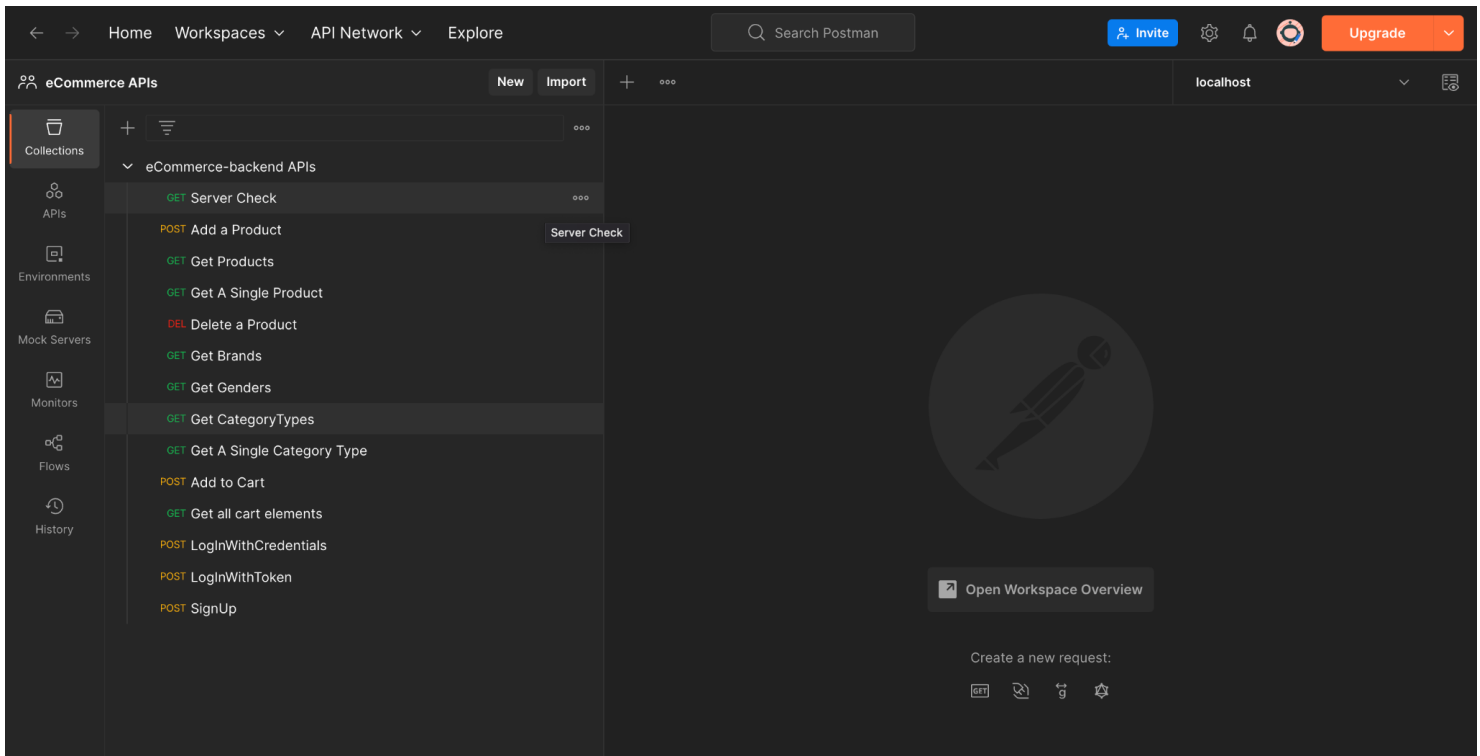 Home Workspaces API Network Explore Search Postman Invite Upgrade
eCommerce APIs New Import localhost
Collections
eCommerce-backend APIs
GET Server Check
APIs
POST Add a Product
Server Check
GET Get Products
Environments
GET Get A Single Product
DEL Delete a Product
Mock Servers
GET Get Brands
GET Get Genders
Monitors
GET Get CategoryTypes
GET Get A Single Category Type
Flows
POST Add to Cart
GET Get all cart elements
History
POST LogInWithCredentials
POST LogInWithToken
POST SignUp
Open Workspace Overview
Create a new request:
GET g